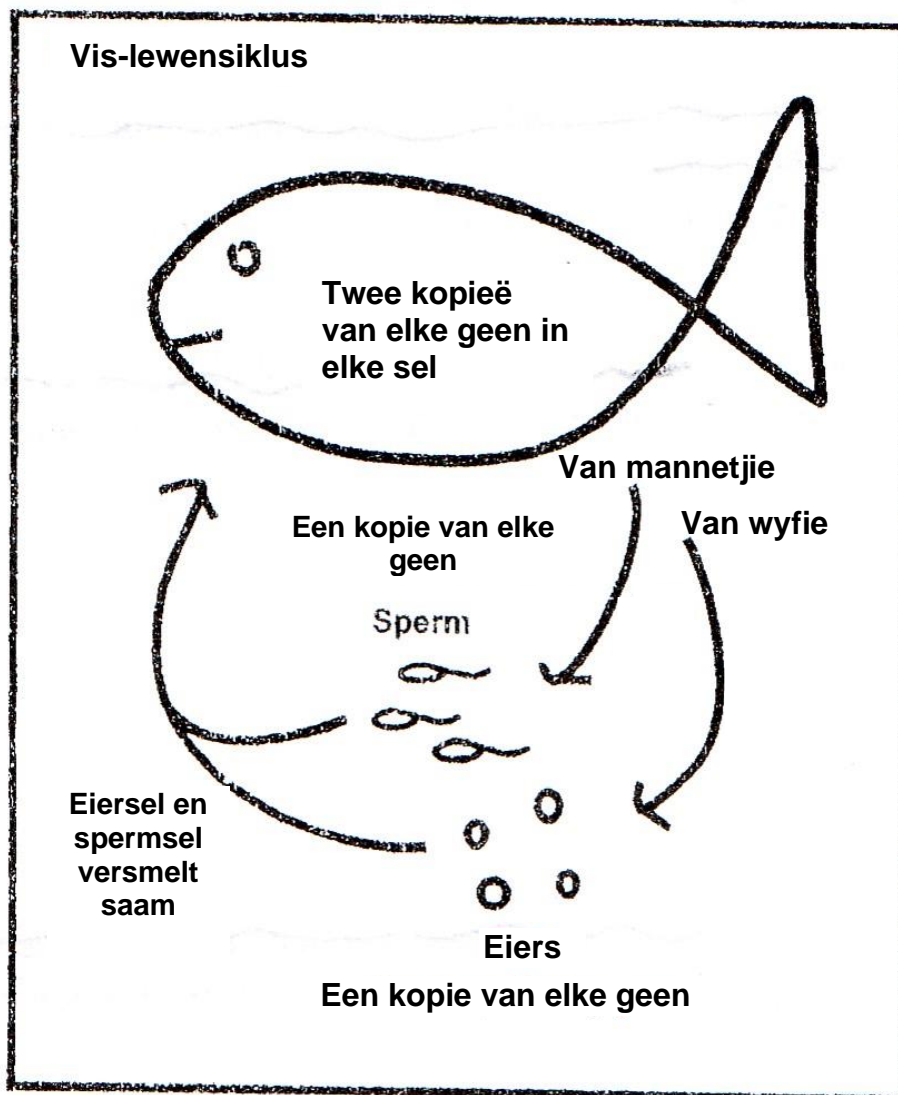 Vis-lewensiklus
Twee kopieë
van elke geen in
elke sel
Van mannetjie
Van wyfie
Een kopie van elke
geen
Sperm
Eiersel en
spermsel
versmelt
saam
Eiers
Een kopie van elke geen